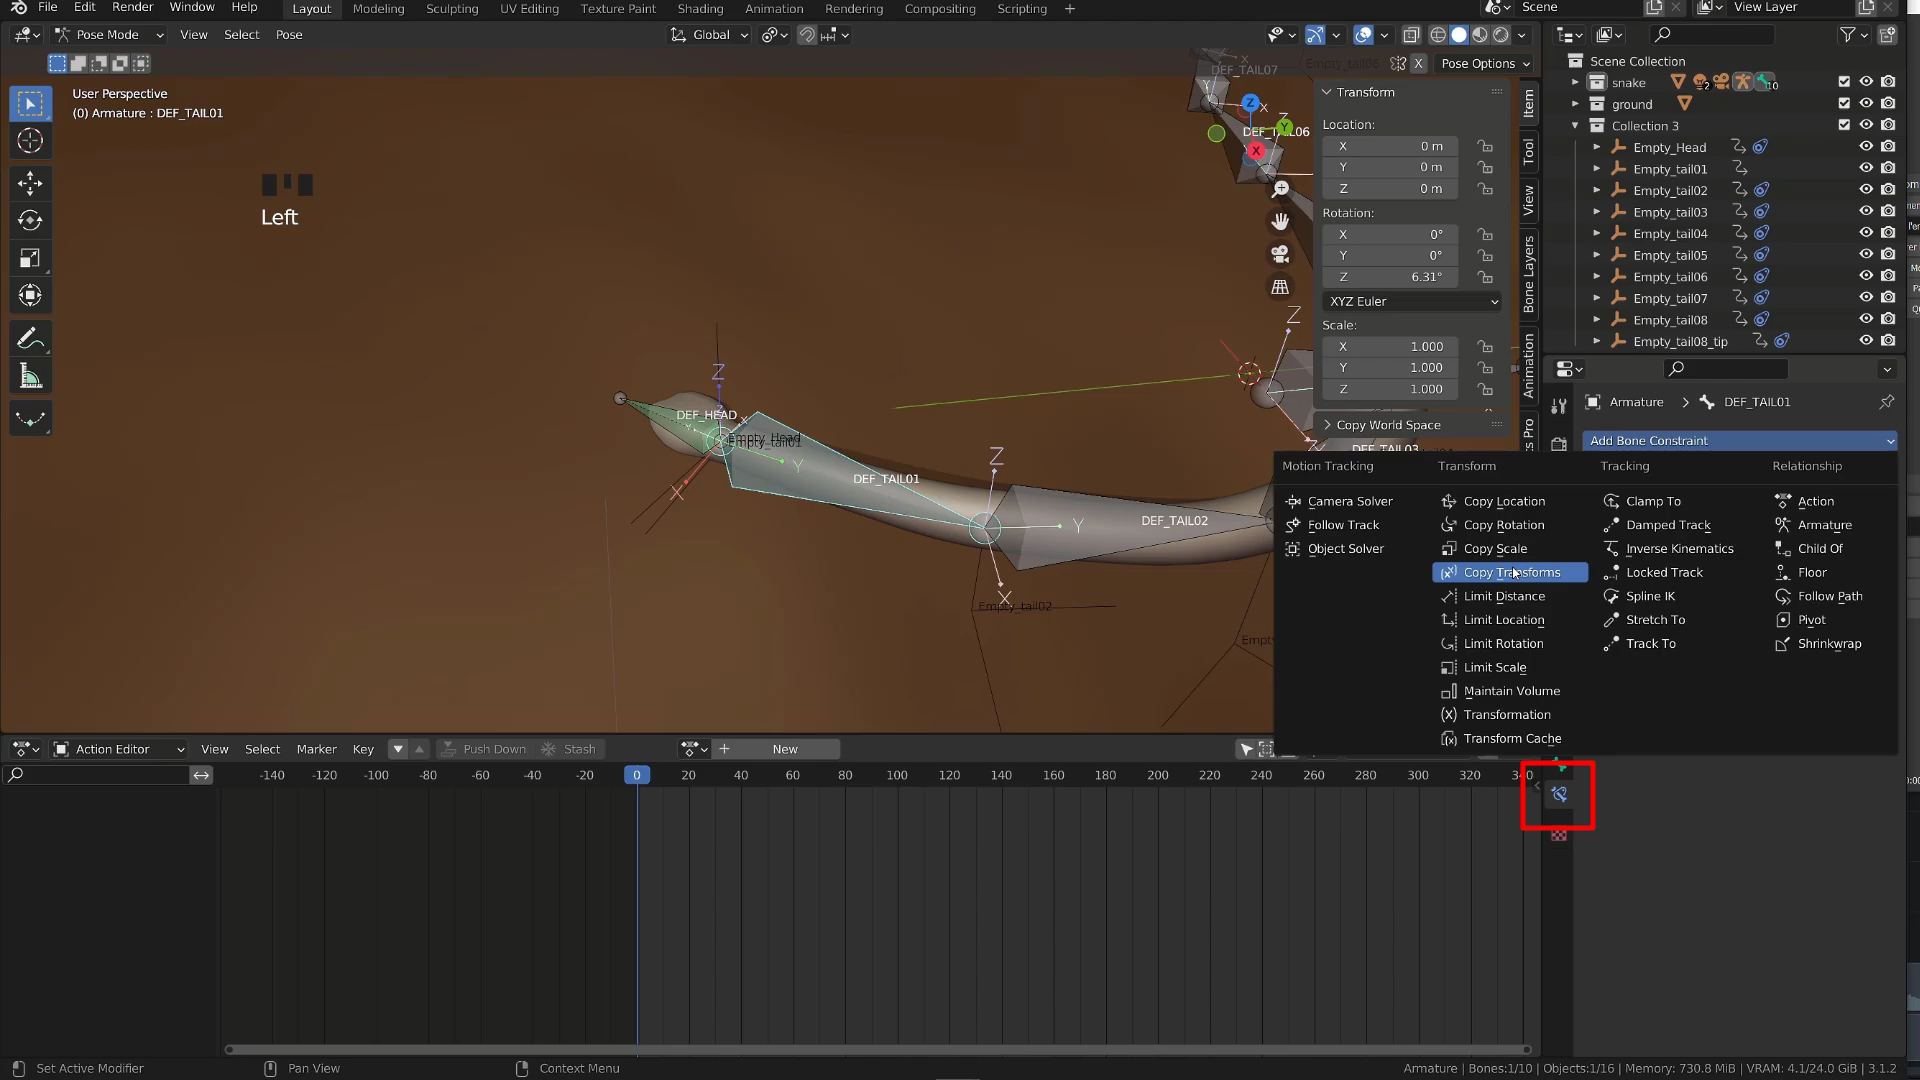 File Edit Render Window Help Layout Modeling Sculpting UV Editing Texture Paint Shading Animation Rendering Compositing Scripting + Scene View Layer
Pose Mode View Select Pose Global
Pose Options
User Perspective
(0) Armature : DEF_TAIL01
Left
DEF_TAIL07
DEF_HEAD
Empty_Head
Empty_tail01
DEF_TAIL01
DEF_TAIL02
Empty_tail02
Transform
Location:
X 0 m
Y 0 m
Z 0 m
Rotation:
X 0°
Y 0°
Z 6.31°
XYZ Euler
Scale:
X 1.000
Y 1.000
Z 1.000
Copy World Space
Item
Tool
View
Bone Layers
Animation
Scene Collection
snake
ground
Collection 3
Empty_Head
Empty_tail01
Empty_tail02
Empty_tail03
Empty_tail04
Empty_tail05
Empty_tail06
Empty_tail07
Empty_tail08
Empty_tail08_tip
Armature > DEF_TAIL01
Add Bone Constraint
Motion Tracking
Camera Solver
Follow Track
Object Solver
Transform
Copy Location
Copy Rotation
Copy Scale
Copy Transforms
Limit Distance
Limit Location
Limit Rotation
Limit Scale
Maintain Volume
Transformation
Transform Cache
Tracking
Clamp To
Damped Track
Inverse Kinematics
Locked Track
Spline IK
Stretch To
Track To
Relationship
Action
Armature
Child Of
Floor
Follow Path
Pivot
Shrinkwrap
Action Editor View Select Marker Key Push Down Stash + New
-140 -120 -100 -80 -60 -40 -20 0 20 40 60 80 100 120 140 160 180 200 220 240 260 280 300 320 340
Set Active Modifier Pan View Context Menu Armature | Bones:1/10 | Objects:1/16 | Memory: 730.8 MiB | VRAM: 4.1/24.0 GiB | 3.1.2